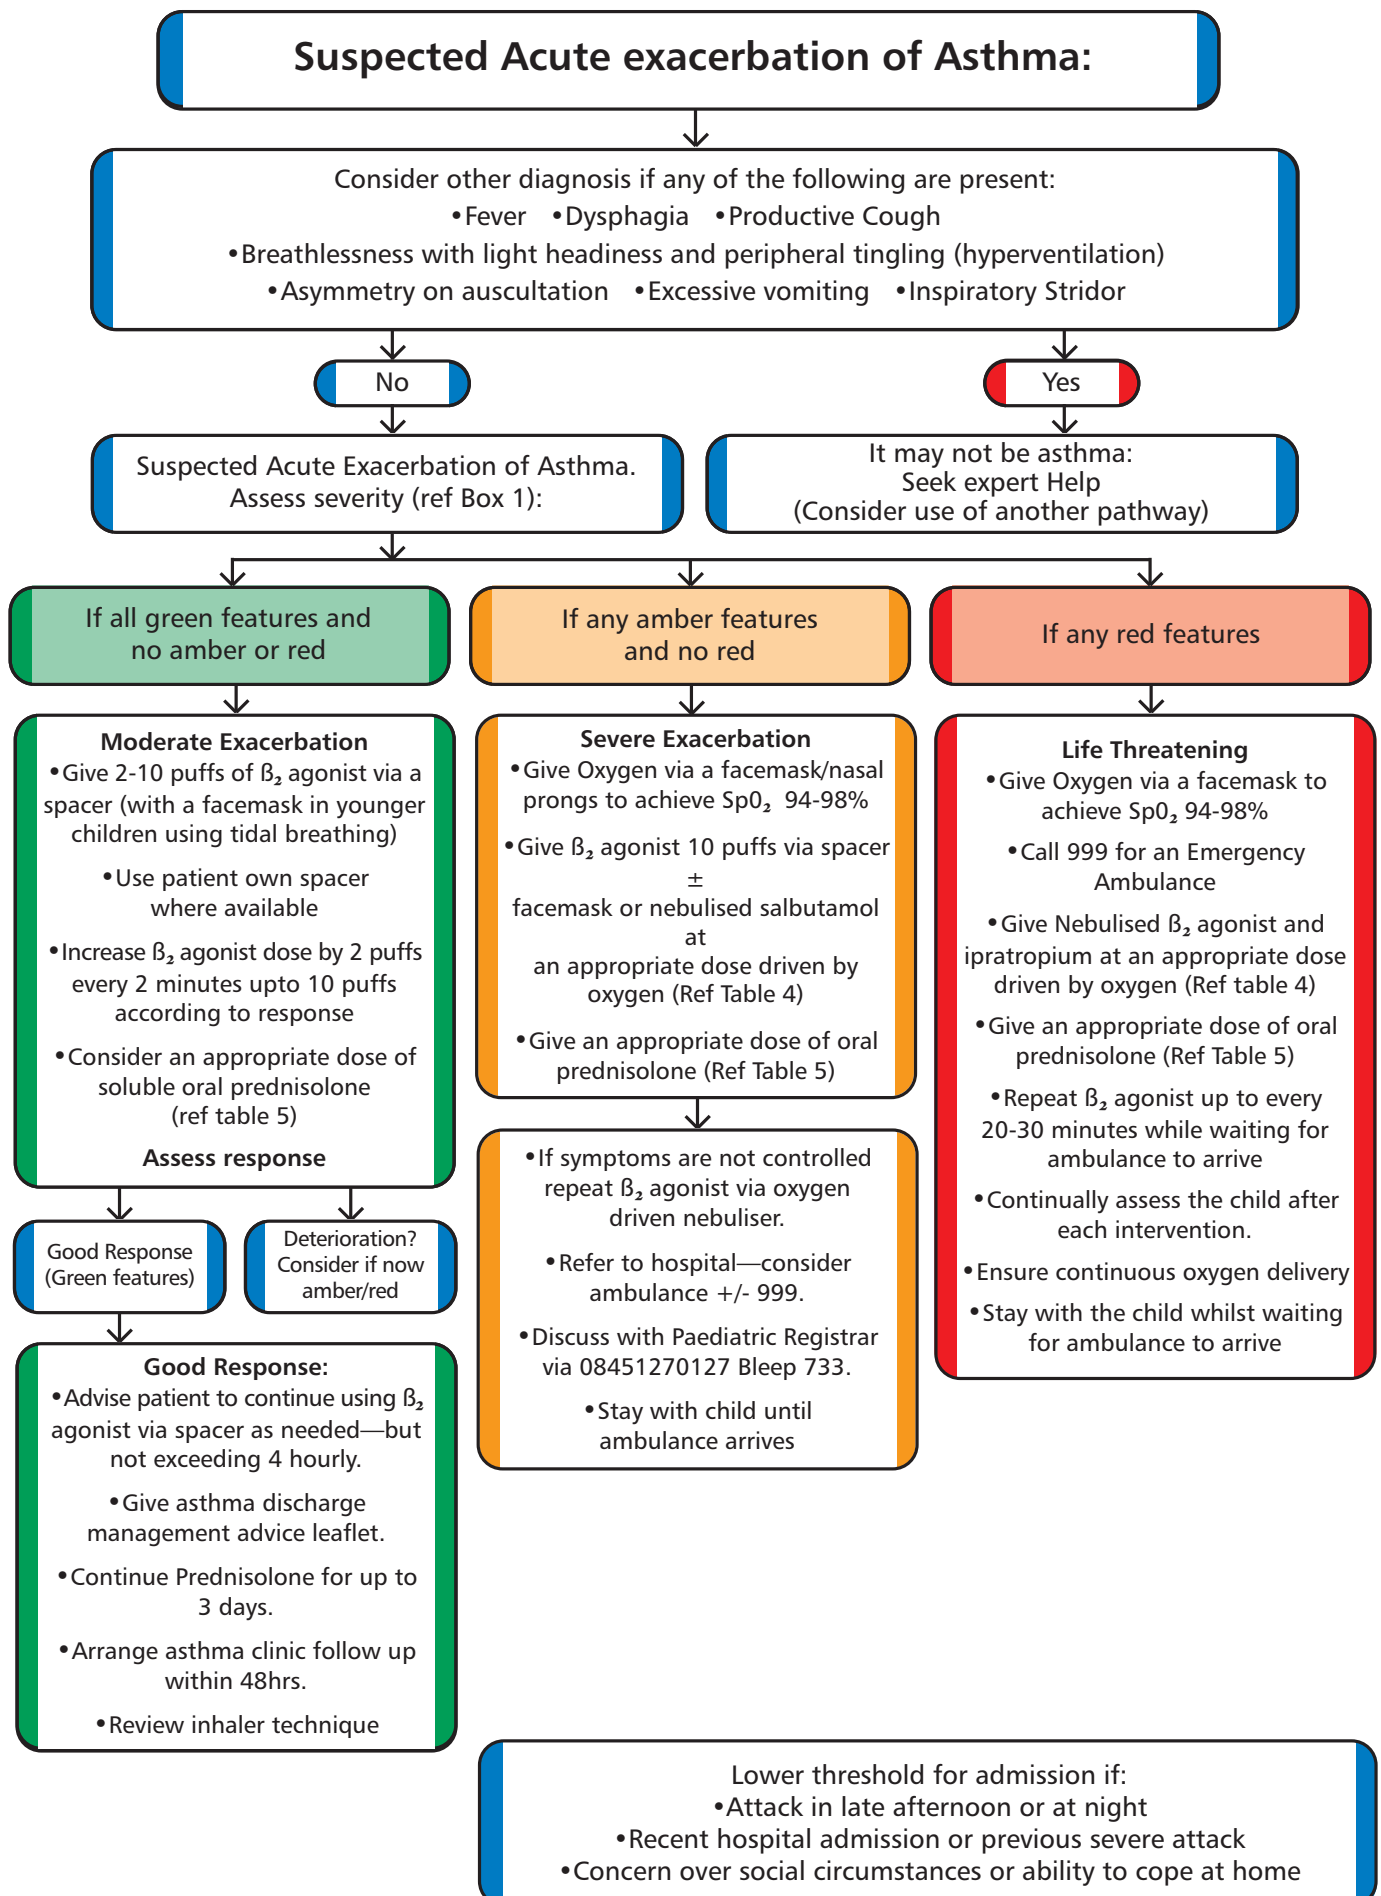 Suspected Acute exacerbation of Asthma:
Consider other diagnosis if any of the following are present:
•Fever •Dysphagia •Productive Cough
•Breathlessness with light headiness and peripheral tingling (hyperventilation)
•Asymmetry on auscultation •Excessive vomiting •Inspiratory Stridor
No
Yes
Suspected Acute Exacerbation of Asthma.
Assess severity (ref Box 1):
It may not be asthma:
Seek expert Help
(Consider use of another pathway)
If all green features and
no amber or red
If any amber features
and no red
If any red features
Moderate Exacerbation
•Give 2-10 puffs of ß₂ agonist via a
spacer (with a facemask in younger
children using tidal breathing)
•Use patient own spacer
where available
•Increase ß₂ agonist dose by 2 puffs
every 2 minutes upto 10 puffs
according to response
•Consider an appropriate dose of
soluble oral prednisolone
(ref table 5)
Assess response
Good Response
(Green features)
Deterioration?
Consider if now
amber/red
Good Response:
•Advise patient to continue using ß₂
agonist via spacer as needed—but
not exceeding 4 hourly.
•Give asthma discharge
management advice leaflet.
•Continue Prednisolone for up to
3 days.
•Arrange asthma clinic follow up
within 48hrs.
•Review inhaler technique
Severe Exacerbation
•Give Oxygen via a facemask/nasal
prongs to achieve Sp0₂ 94-98%
•Give ß₂ agonist 10 puffs via spacer
±
facemask or nebulised salbutamol
at
an appropriate dose driven by
oxygen (Ref Table 4)
•Give an appropriate dose of oral
prednisolone (Ref Table 5)
•If symptoms are not controlled
repeat ß₂ agonist via oxygen
driven nebuliser.
•Refer to hospital—consider
ambulance +/- 999.
•Discuss with Paediatric Registrar
via 08451270127 Bleep 733.
•Stay with child until
ambulance arrives
Life Threatening
•Give Oxygen via a facemask to
achieve Sp0₂ 94-98%
•Call 999 for an Emergency
Ambulance
•Give Nebulised ß₂ agonist and
ipratropium at an appropriate dose
driven by oxygen (Ref table 4)
•Give an appropriate dose of oral
prednisolone (Ref Table 5)
•Repeat ß₂ agonist up to every
20-30 minutes while waiting for
ambulance to arrive
•Continually assess the child after
each intervention.
•Ensure continuous oxygen delivery
•Stay with the child whilst waiting
for ambulance to arrive
Lower threshold for admission if:
•Attack in late afternoon or at night
•Recent hospital admission or previous severe attack
•Concern over social circumstances or ability to cope at home